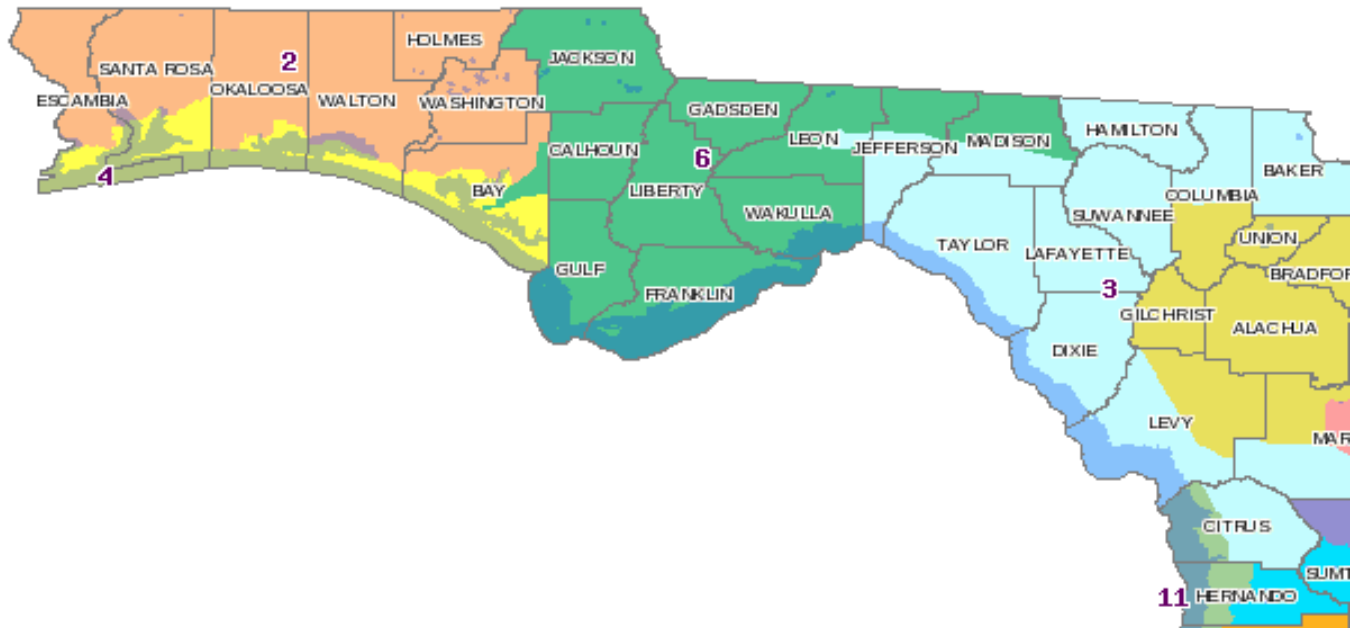 HOLMES
JACKSON
2
SANTA ROSA
OKALOOSA
ESCAMBIA
WALTON
WASHINGTON
GADSDEN
LEON
HAMILTON
MADISON
JEFFERSON
CALHOUN
6
BAKER
4
BAY
LIBERTY
COLUMBIA
WAKULLA
SUWANNEE
UNION
TAYLOR
LAFAYETTE
GULF
BRADFOR
3
FRANKLIN
GILCHRIST
ALACHUA
DIXIE
LEVY
MAR
CITRUS
SUMT
11
HERNANDO